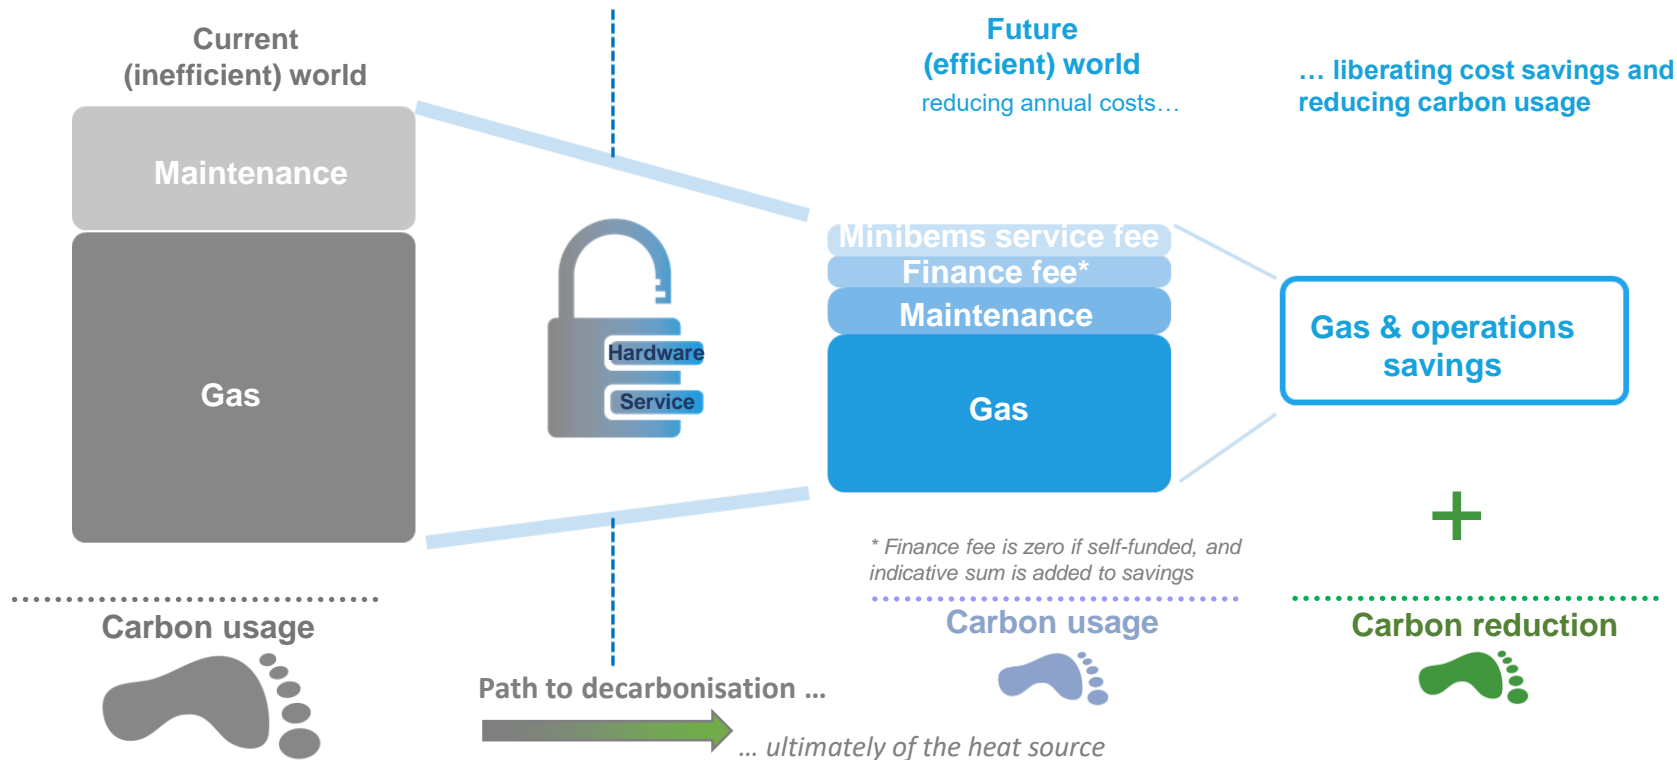 Current
(inefficient) world
Maintenance
Gas
Carbon usage
Hardware
Service
Path to decarbonisation ...
... ultimately of the heat source
Future
(efficient) world
reducing annual costs…
Minibems service fee
Finance fee*
Maintenance
Gas
* Finance fee is zero if self-funded, and
indicative sum is added to savings
Carbon usage
… liberating cost savings and
reducing carbon usage
Gas & operations
savings
+
Carbon reduction